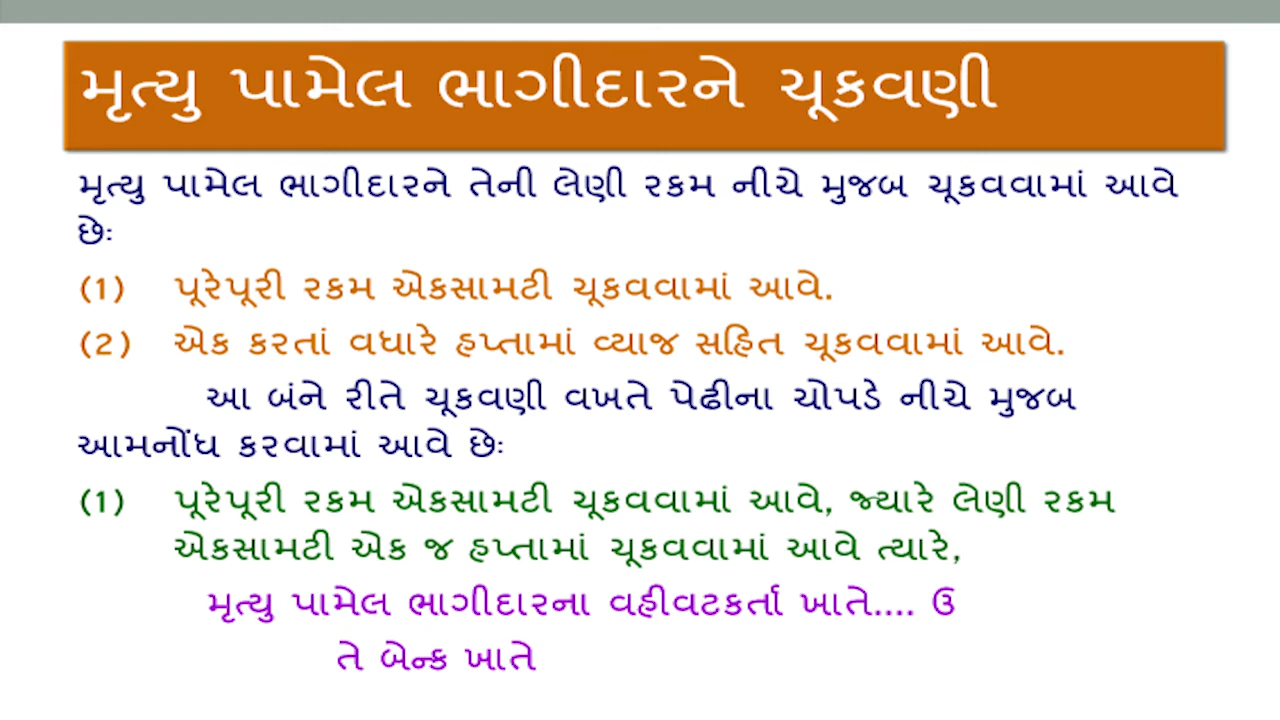 મૃત્યુ પામેલ ભાગીદારને ચૂકવણી
મૃત્યુ પામેલ ભાગીદારને તેની લેણી રકમ નીચે મુજબ ચૂકવવામાં આવે
છેઃ
(1) પૂરેપૂરી રકમ એકસામટી ચૂકવવામાં આવે.
(2) એક કરતાં વધારે હપ્તામાં વ્યાજ સહિત ચૂકવવામાં આવે.
આ બંને રીતે ચૂકવણી વખતે પેઢીના ચોપડે નીચે મુજબ
આમનોંધ કરવામાં આવે છેઃ
(1) પૂરેપૂરી રકમ એકસામટી ચૂકવવામાં આવે, જ્યારે લેણી રકમ
એકસામટી એક જ હપ્તામાં ચૂકવવામાં આવે ત્યારે,
મૃત્યુ પામેલ ભાગીદારના વહીવટકર્તા ખાતે.... ઉ
તે બેન્ક ખાતે